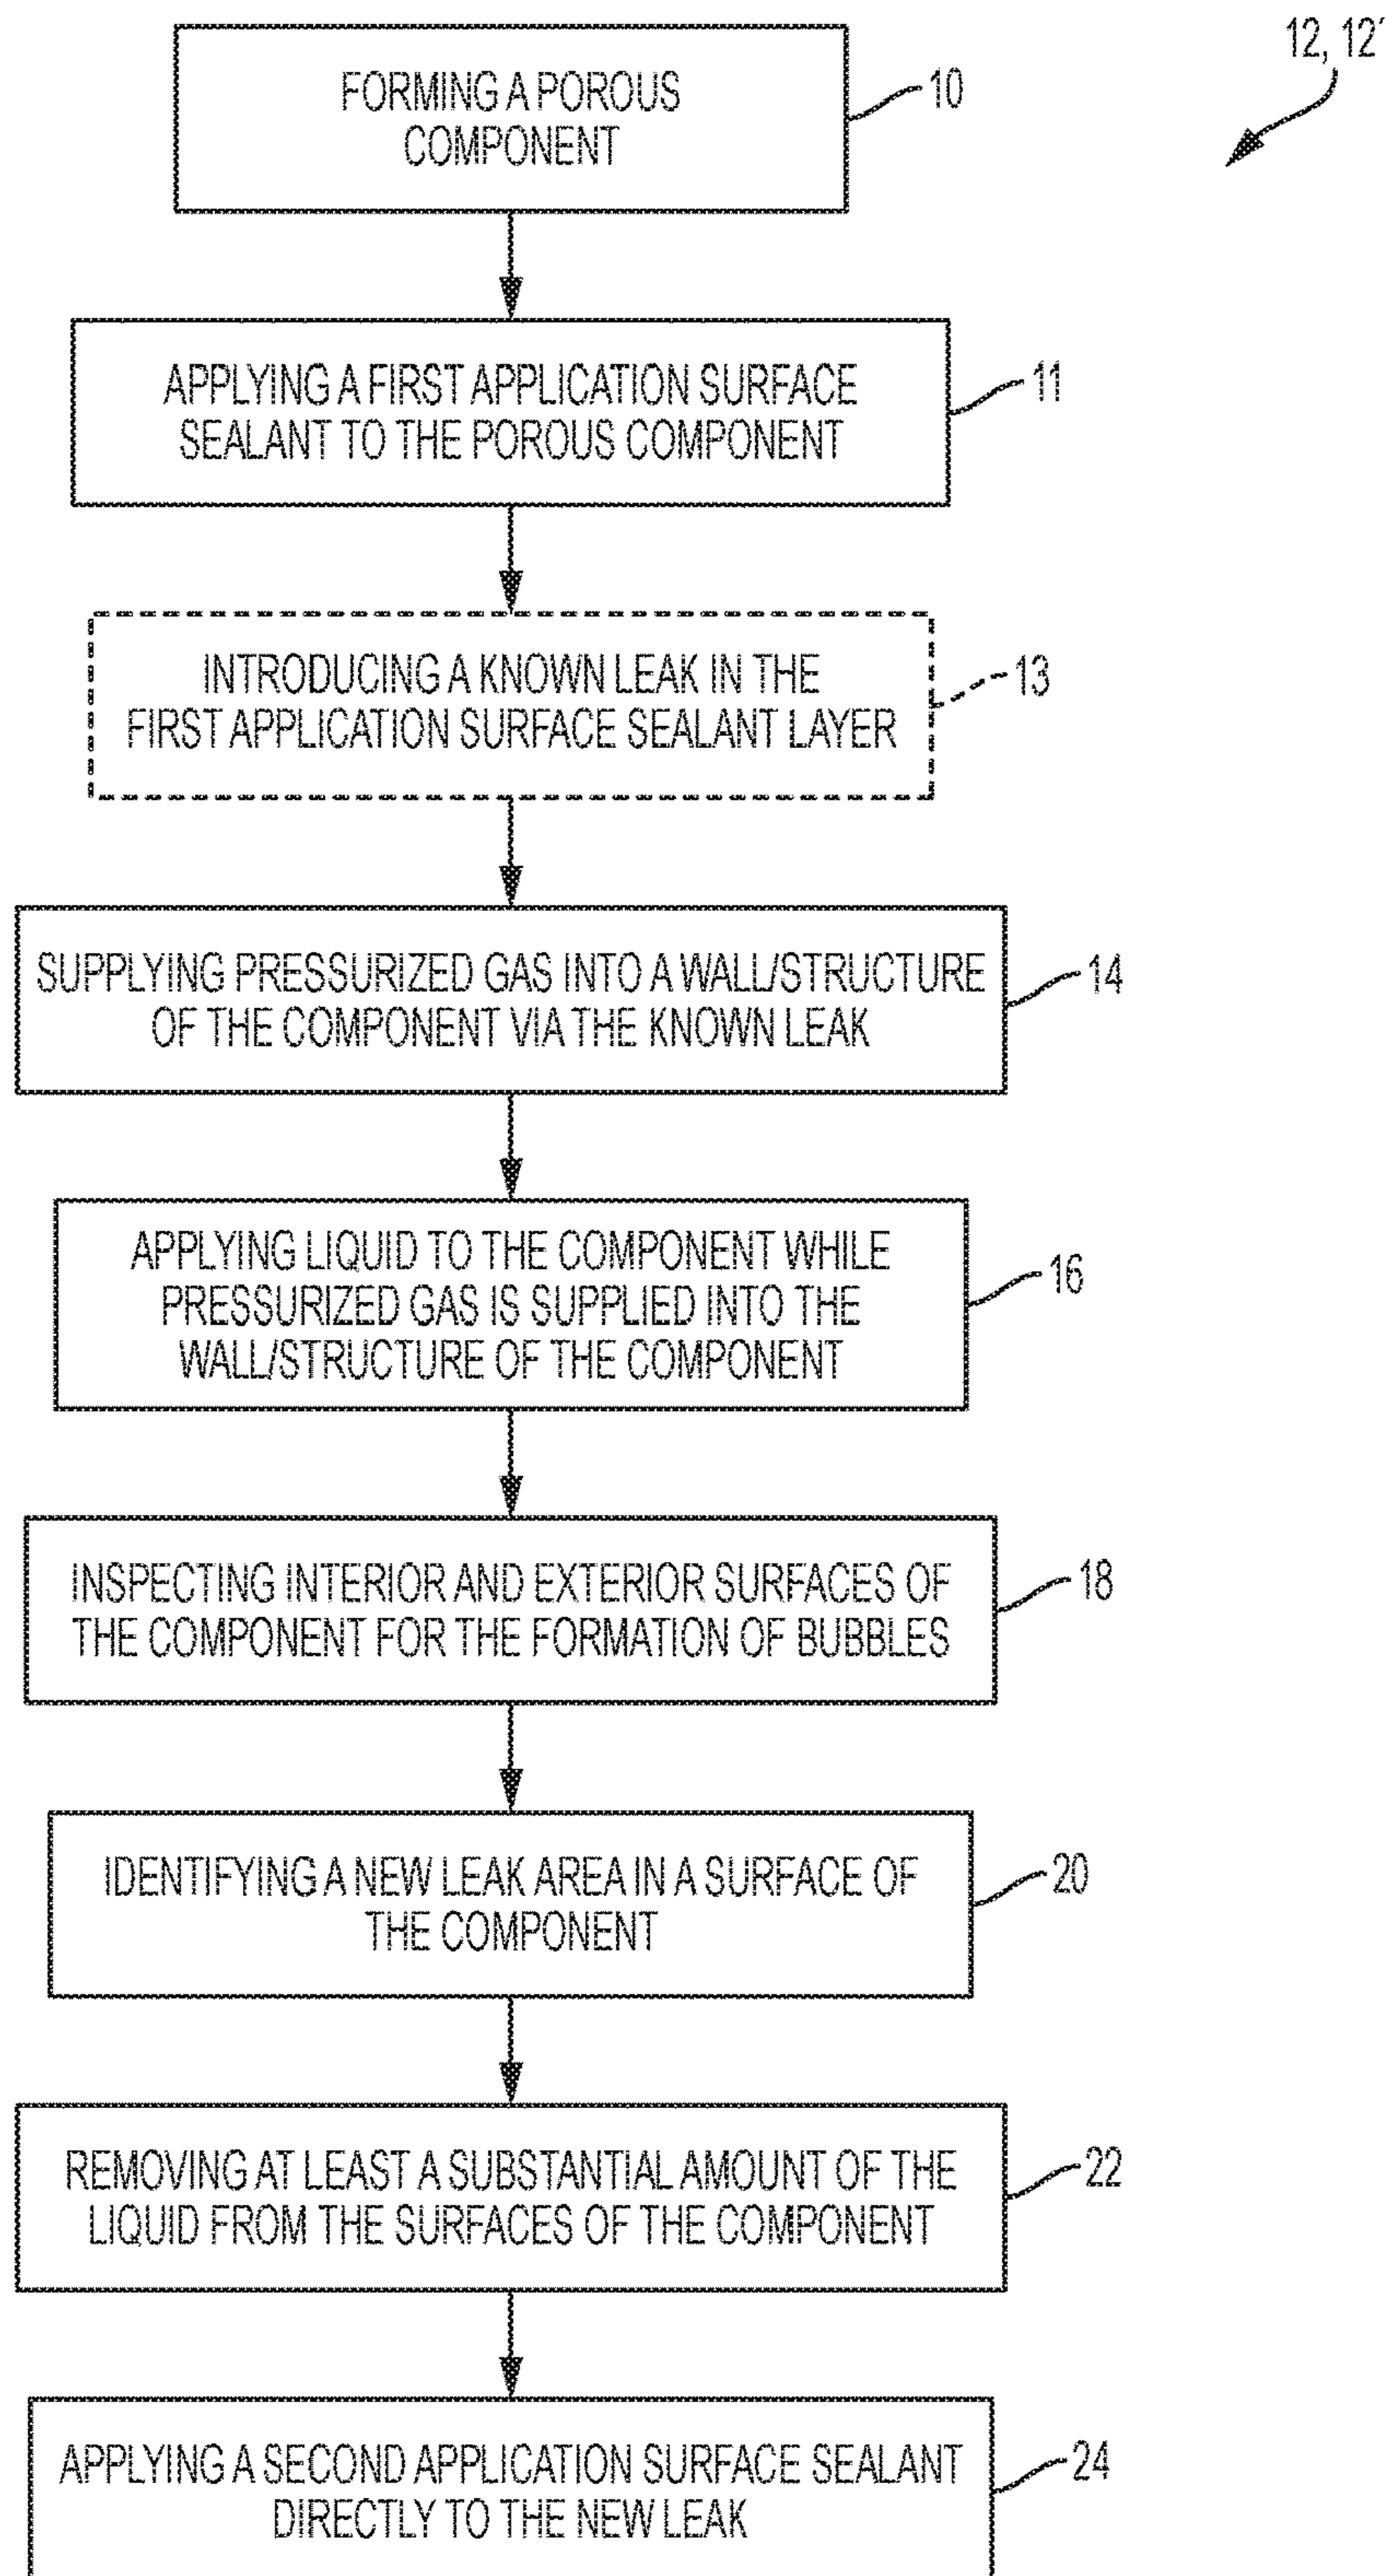 12, 12′
FORMING A POROUS
COMPONENT
10
APPLYING A FIRST APPLICATION SURFACE
SEALANT TO THE POROUS COMPONENT
11
INTRODUCING A KNOWN LEAK IN THE
FIRST APPLICATION SURFACE SEALANT LAYER
13
SUPPLYING PRESSURIZED GAS INTO A WALL/STRUCTURE
OF THE COMPONENT VIA THE KNOWN LEAK
14
APPLYING LIQUID TO THE COMPONENT WHILE
PRESSURIZED GAS IS SUPPLIED INTO THE
WALL/STRUCTURE OF THE COMPONENT
16
INSPECTING INTERIOR AND EXTERIOR SURFACES OF
THE COMPONENT FOR THE FORMATION OF BUBBLES
18
IDENTIFYING A NEW LEAK AREA IN A SURFACE OF
THE COMPONENT
20
REMOVING AT LEAST A SUBSTANTIAL AMOUNT OF THE
LIQUID FROM THE SURFACES OF THE COMPONENT
22
APPLYING A SECOND APPLICATION SURFACE SEALANT
DIRECTLY TO THE NEW LEAK
24